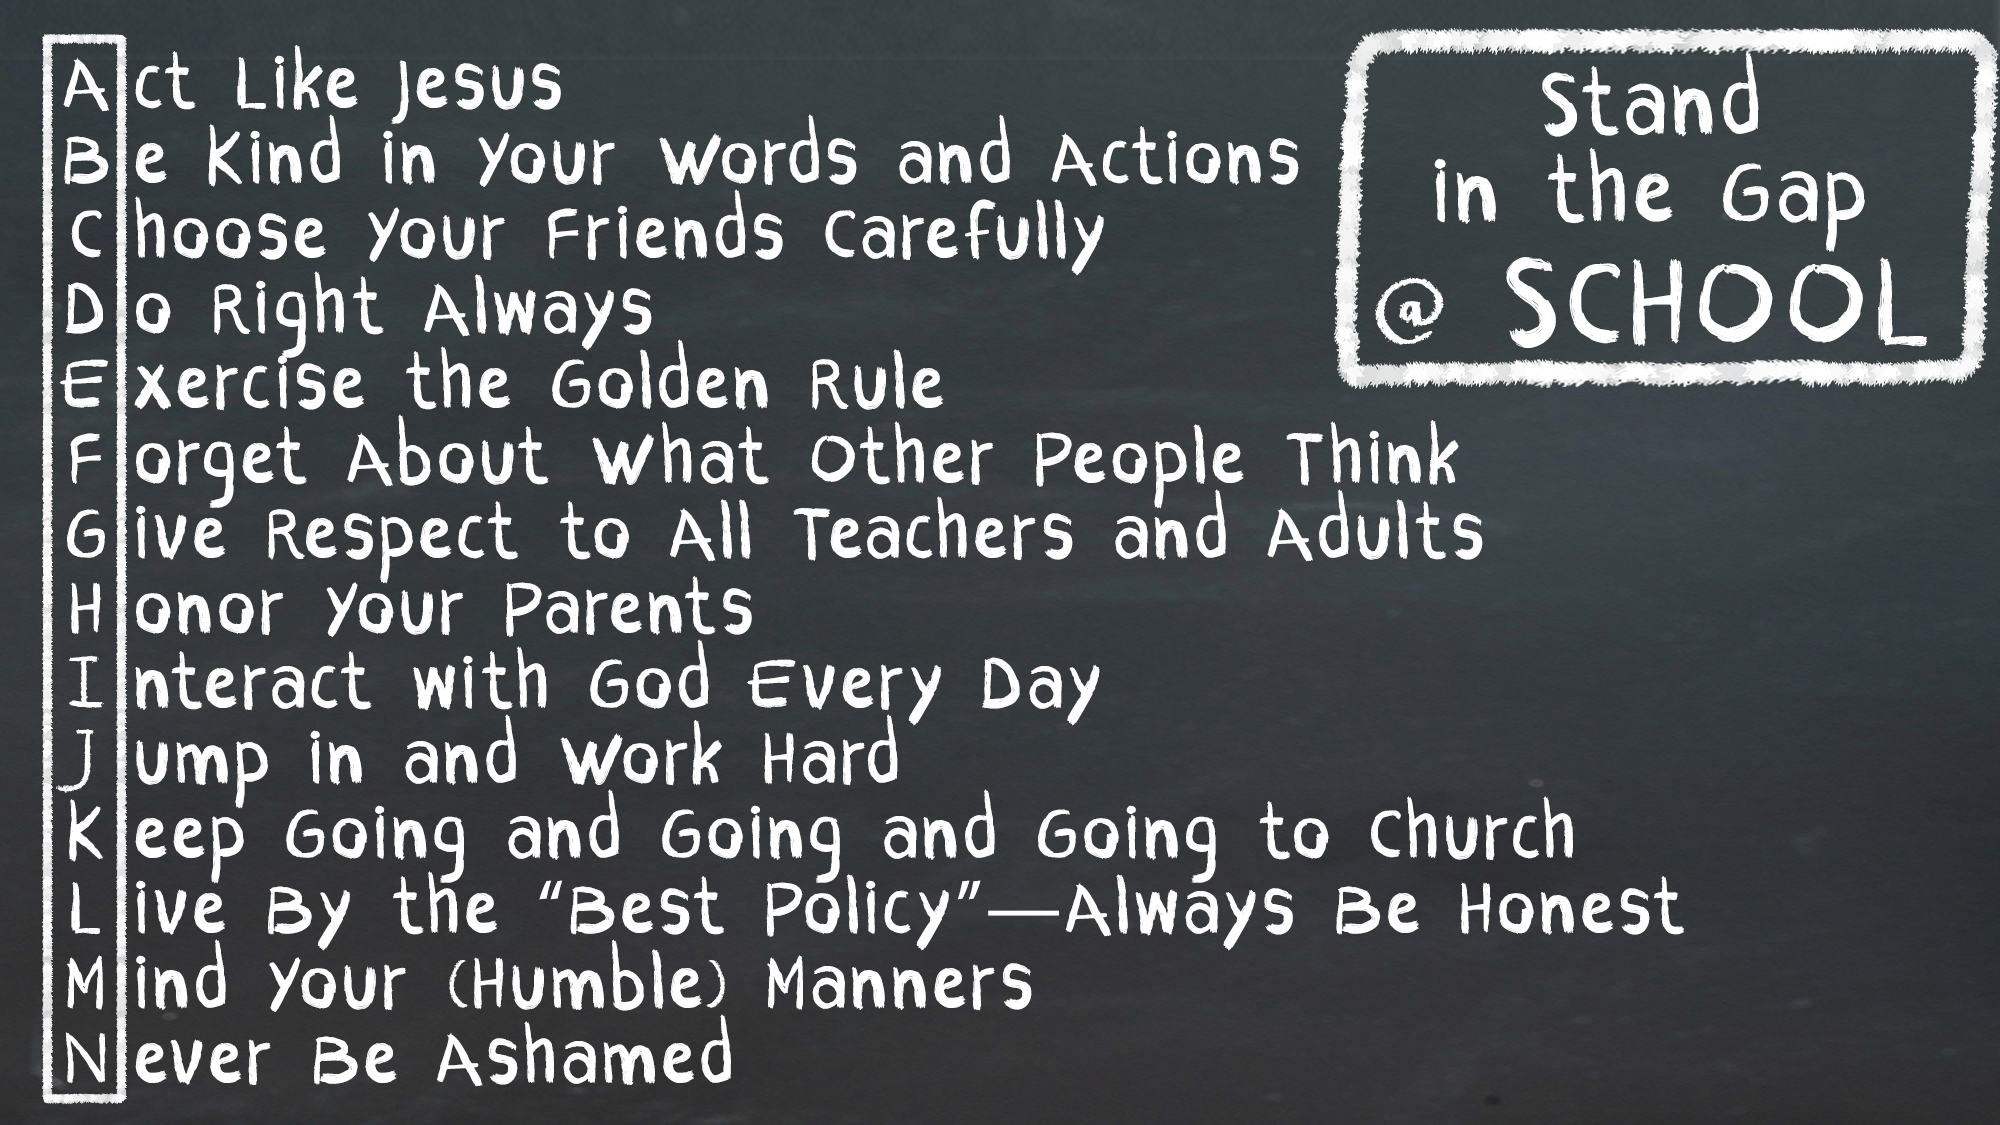 Act Like Jesus
Be Kind in Your Words and Actions
Choose Your Friends Carefully
Do Right Always
Exercise the Golden Rule
Forget About What Other People Think
Give Respect to All Teachers and Adults
Honor Your Parents
Interact with God Every Day
Jump in and Work Hard
Keep Going and Going and Going to Church
Live By the “Best Policy”—Always Be Honest
Mind Your (Humble) Manners
Never Be Ashamed
Stand
in the Gap
@ SCHOOL